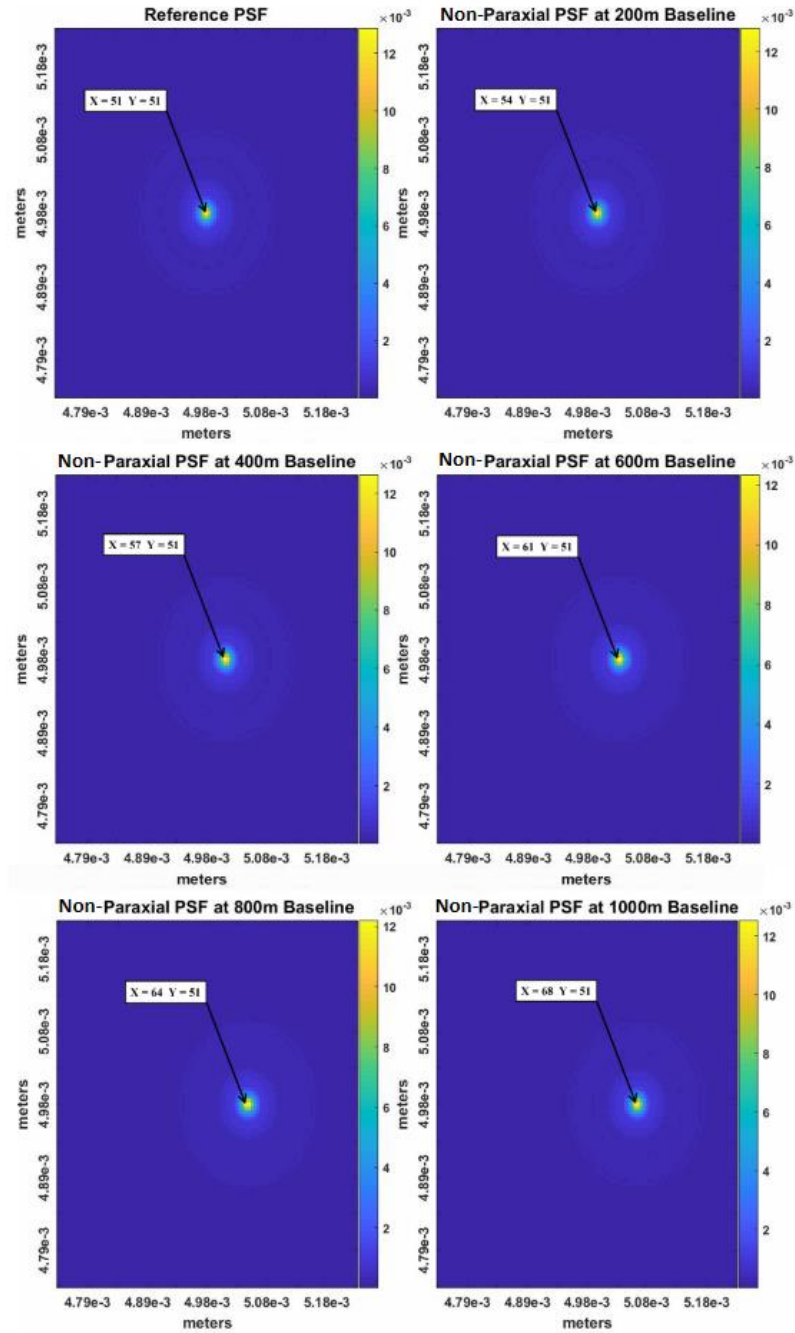 Reference PSF
×10⁻³
5.18e-3
5.08e-3
4.98e-3
4.89e-3
4.79e-3
meters
X = 51 Y = 51
10
8
6
4
2
4.79e-3 4.89e-3 4.98e-3 5.08e-3 5.18e-3
meters
Non-Paraxial PSF at 200m Baseline
×10⁻³
5.18e-3
5.08e-3
4.98e-3
4.89e-3
4.79e-3
meters
X = 54 Y = 51
12
10
8
6
4
2
4.79e-3 4.89e-3 4.98e-3 5.08e-3 5.18e-3
meters
Non-Paraxial PSF at 400m Baseline
×10⁻³
5.18e-3
5.08e-3
4.98e-3
4.89e-3
4.79e-3
meters
X = 57 Y = 51
12
10
8
6
4
2
4.79e-3 4.89e-3 4.98e-3 5.08e-3 5.18e-3
meters
Non-Paraxial PSF at 600m Baseline
×10⁻³
5.18e-3
5.08e-3
4.98e-3
4.89e-3
4.79e-3
meters
X = 61 Y = 51
12
10
8
6
4
2
4.79e-3 4.89e-3 4.98e-3 5.08e-3 5.18e-3
meters
Non-Paraxial PSF at 800m Baseline
×10⁻³
5.18e-3
5.08e-3
4.98e-3
4.89e-3
4.79e-3
meters
X = 64 Y = 51
12
10
8
6
4
2
4.79e-3 4.89e-3 4.98e-3 5.08e-3 5.18e-3
meters
Non-Paraxial PSF at 1000m Baseline
×10⁻³
5.18e-3
5.08e-3
4.98e-3
4.89e-3
4.79e-3
meters
X = 68 Y = 51
12
10
8
6
4
2
4.79e-3 4.89e-3 4.98e-3 5.08e-3 5.18e-3
meters